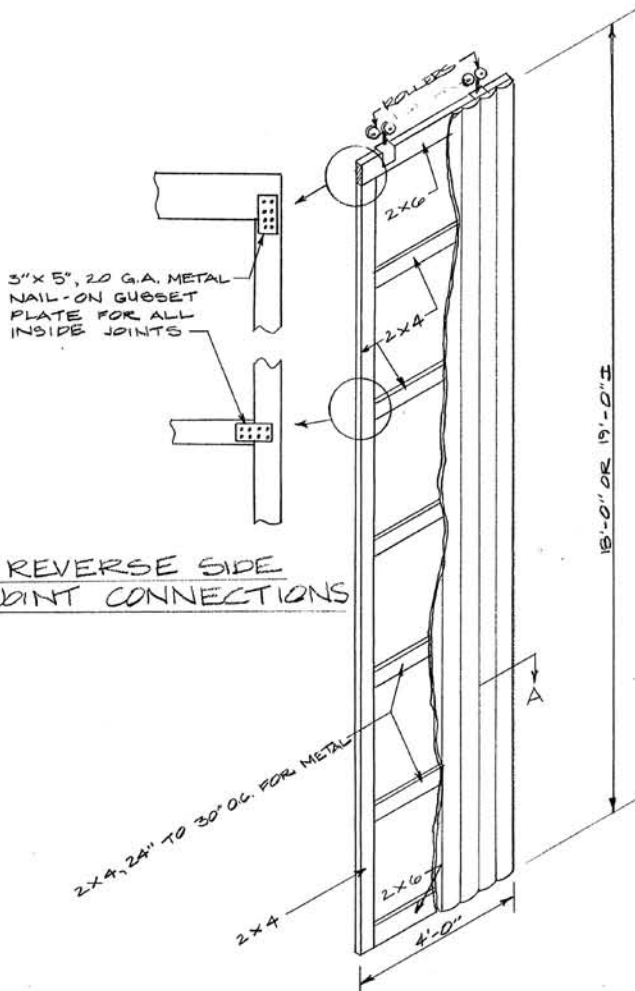 ROLLERS
2x6
3" x 5", 20 G.A. METAL
NAIL-ON GUSSET
PLATE FOR ALL
INSIDE JOINTS
2x4
18'-0" OR 19'-0"±
REVERSE SIDE
JOINT CONNECTIONS
A
2x4, 24" TO 30" O.C. FOR METAL
2x6
2x4
4'-0"